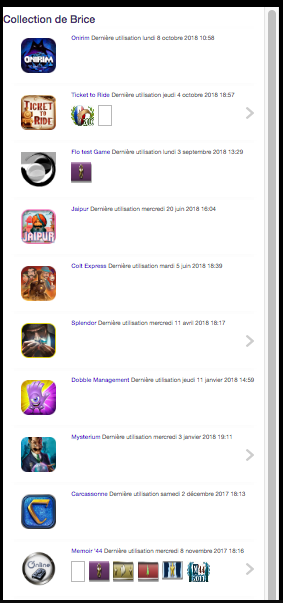 Collection de Brice
ONIRIM
Onirim Dernière utilisation lundi 8 octobre 2018 10:58
TICKET
TO
RIDE
Ticket to Ride Dernière utilisation jeudi 4 octobre 2018 18:57
Flo test Game Dernière utilisation lundi 3 septembre 2018 13:29
JAIPUR
Jaipur Dernière utilisation mercredi 20 juin 2018 16:04
Colt Express Dernière utilisation mardi 5 juin 2018 18:39
Splendor Dernière utilisation mercredi 11 avril 2018 18:17
Dobble Management Dernière utilisation jeudi 11 janvier 2018 14:59
Mysterium Dernière utilisation mercredi 3 janvier 2018 19:11
C
Carcassonne Dernière utilisation samedi 2 décembre 2017 18:13
Online
Memoir '44 Dernière utilisation mercredi 8 novembre 2017 18:16